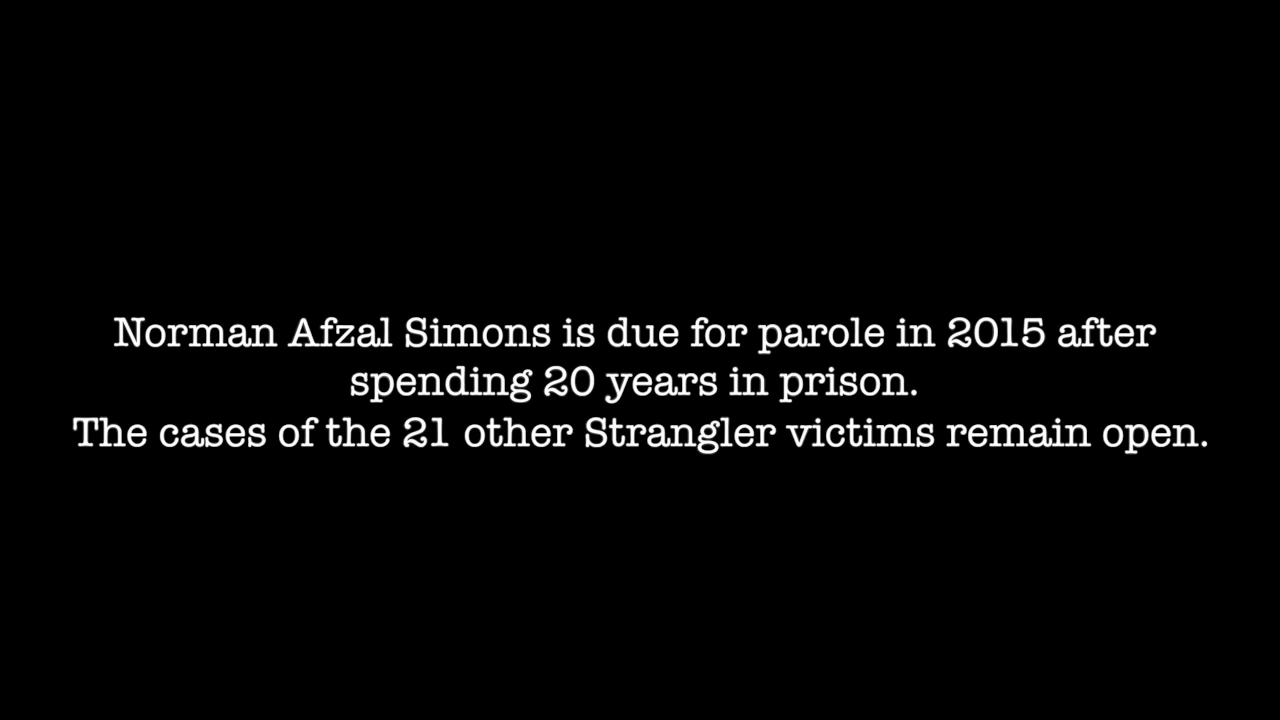 Norman Afzal Simons is due for parole in 2015 after
spending 20 years in prison.
The cases of the 21 other Strangler victims remain open.